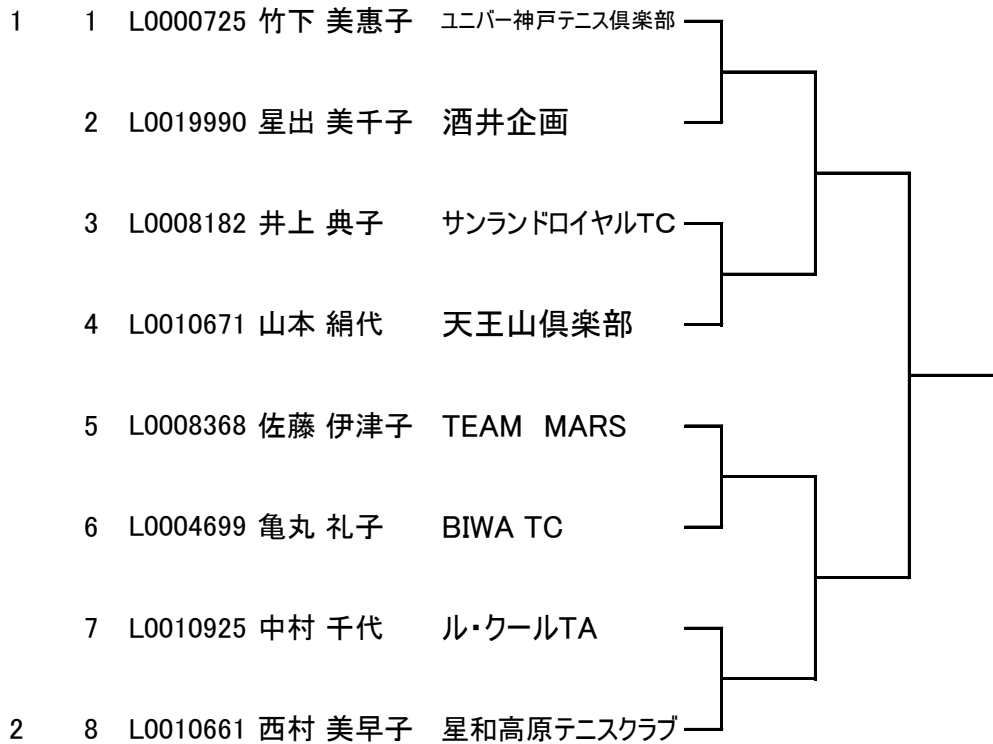 1 1 L0000725 竹下 美惠子 ユニバー神戸テニス倶楽部
2 L0019990 星出 美千子 酒井企画
3 L0008182 井上 典子 サンランドロイヤルTC
4 L0010671 山本 絹代 天王山倶楽部
5 L0008368 佐藤 伊津子 TEAM MARS
6 L0004699 亀丸 礼子 BIWA TC
7 L0010925 中村 千代 ル・クールTA
2 8 L0010661 西村 美早子 星和高原テニスクラブ